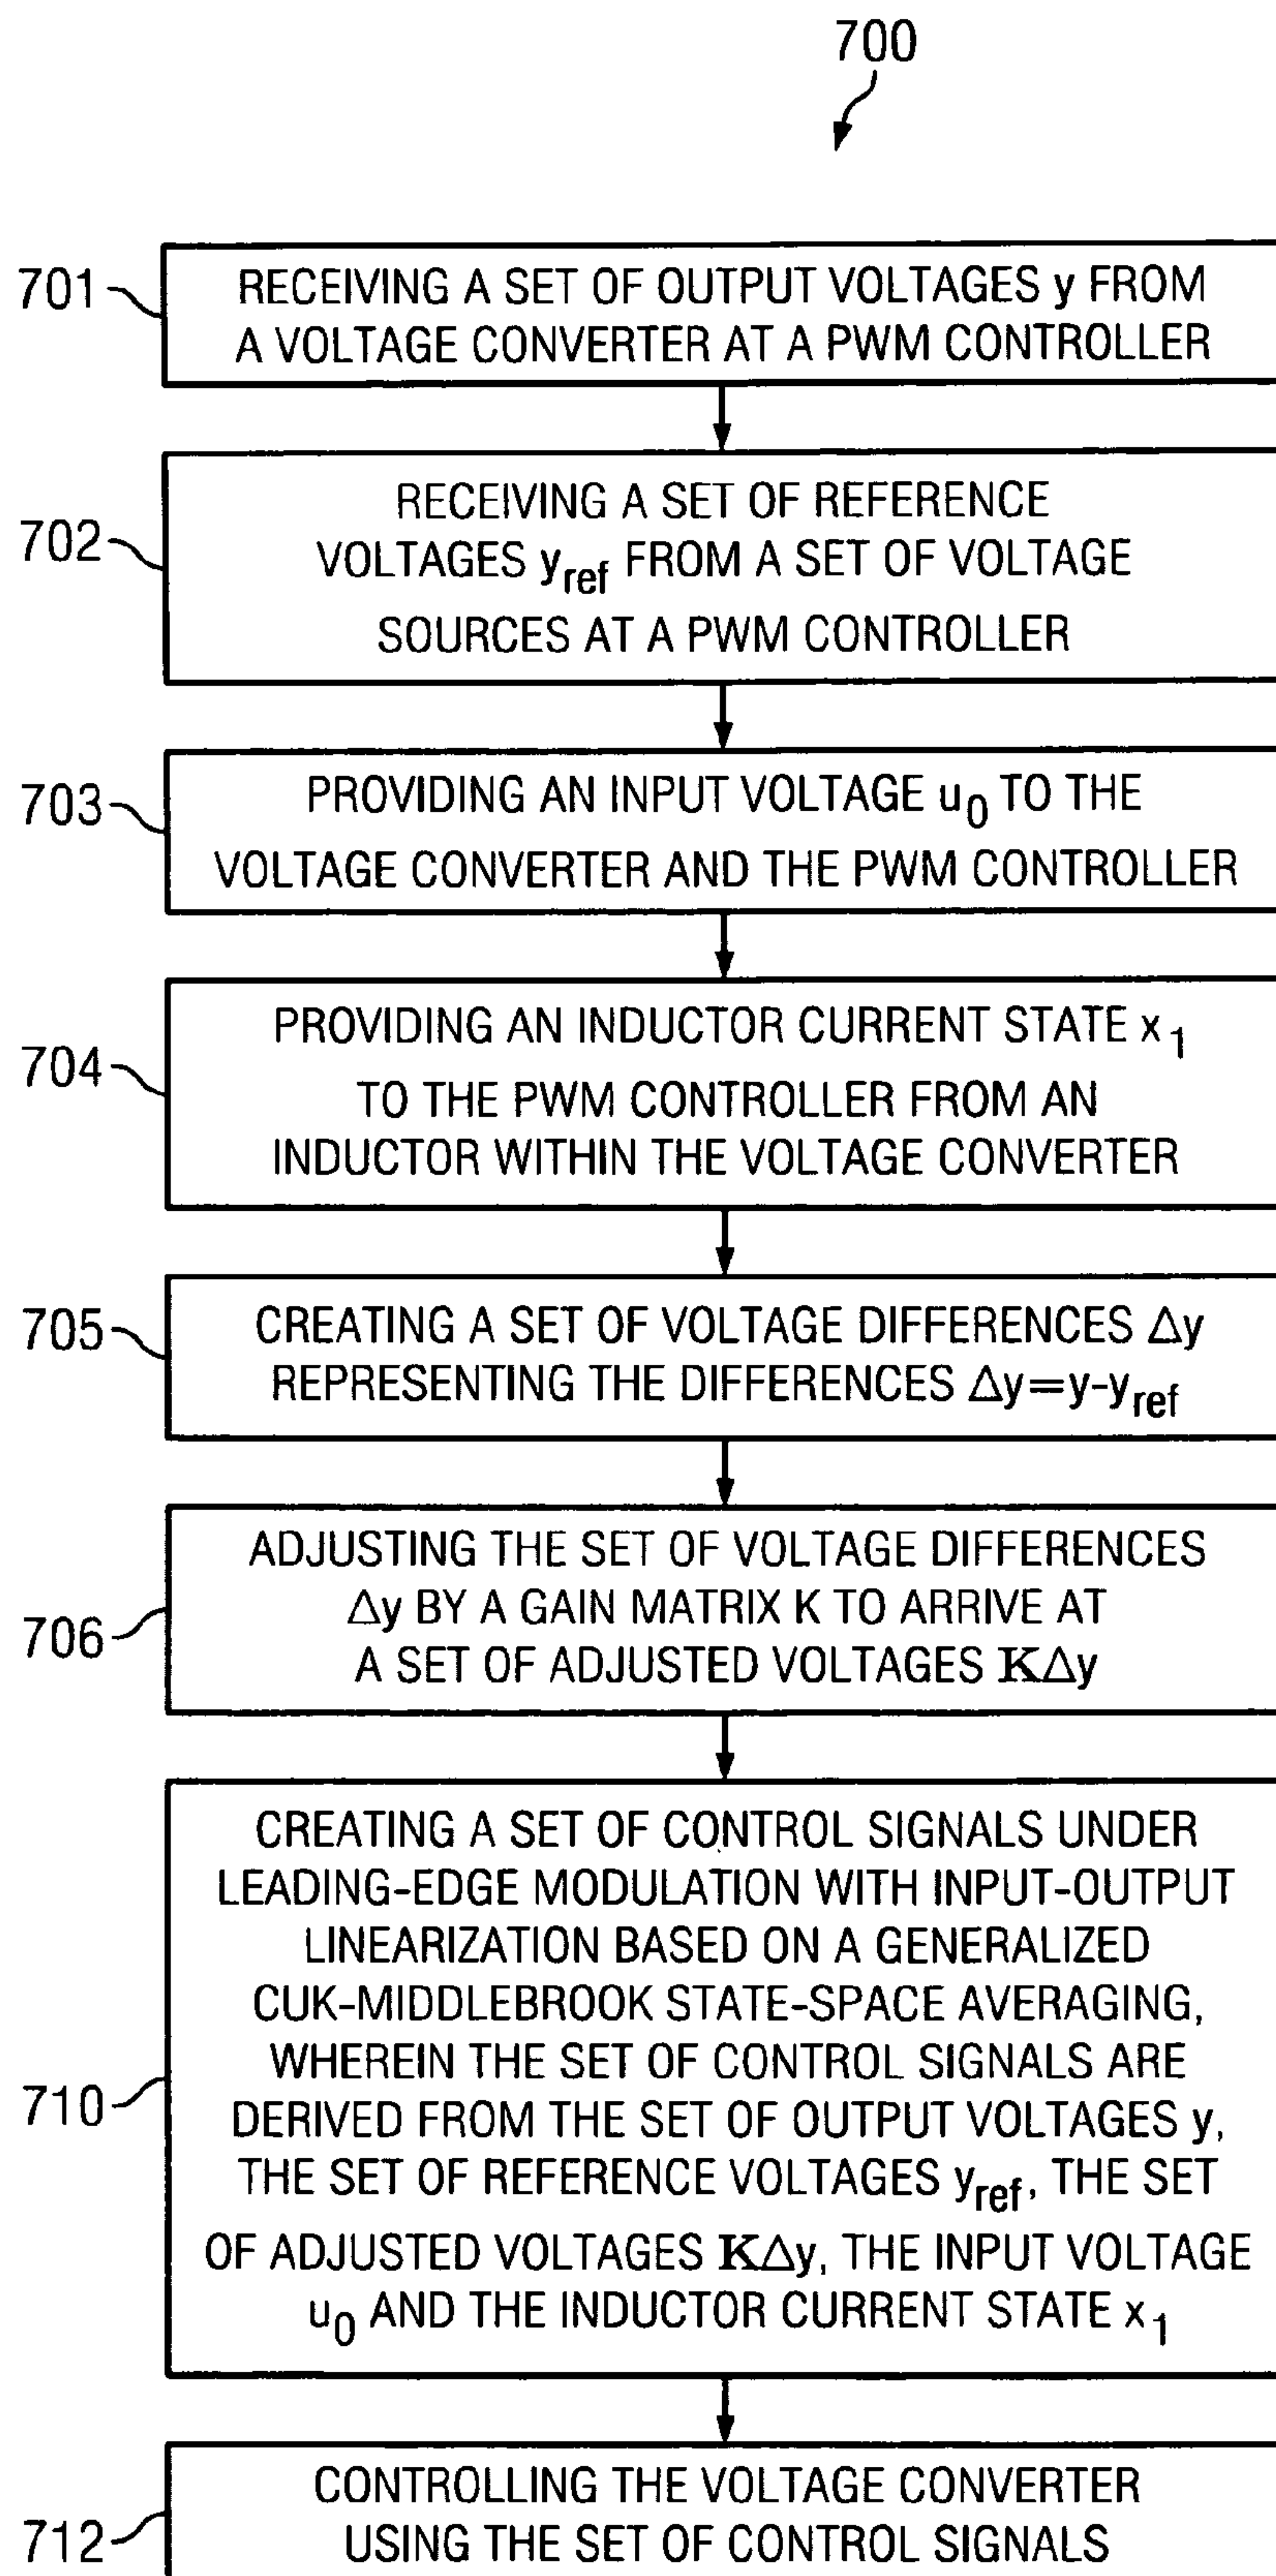 700
701
RECEIVING A SET OF OUTPUT VOLTAGES y FROM
A VOLTAGE CONVERTER AT A PWM CONTROLLER
702
RECEIVING A SET OF REFERENCE
VOLTAGES yref FROM A SET OF VOLTAGE
SOURCES AT A PWM CONTROLLER
703
PROVIDING AN INPUT VOLTAGE u0 TO THE
VOLTAGE CONVERTER AND THE PWM CONTROLLER
704
PROVIDING AN INDUCTOR CURRENT STATE x1
TO THE PWM CONTROLLER FROM AN
INDUCTOR WITHIN THE VOLTAGE CONVERTER
705
CREATING A SET OF VOLTAGE DIFFERENCES Δy
REPRESENTING THE DIFFERENCES Δy=y-yref
706
ADJUSTING THE SET OF VOLTAGE DIFFERENCES
Δy BY A GAIN MATRIX K TO ARRIVE AT
A SET OF ADJUSTED VOLTAGES KΔy
710
CREATING A SET OF CONTROL SIGNALS UNDER
LEADING-EDGE MODULATION WITH INPUT-OUTPUT
LINEARIZATION BASED ON A GENERALIZED
CUK-MIDDLEBROOK STATE-SPACE AVERAGING,
WHEREIN THE SET OF CONTROL SIGNALS ARE
DERIVED FROM THE SET OF OUTPUT VOLTAGES y,
THE SET OF REFERENCE VOLTAGES yref, THE SET
OF ADJUSTED VOLTAGES KΔy, THE INPUT VOLTAGE
u0 AND THE INDUCTOR CURRENT STATE x1
712
CONTROLLING THE VOLTAGE CONVERTER
USING THE SET OF CONTROL SIGNALS